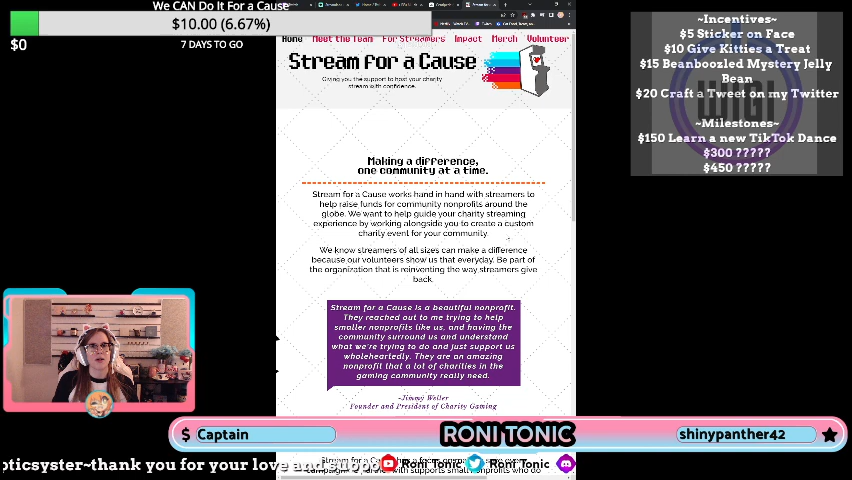 We CAN Do It For a Cause
$10.00 (6.67%)
$0
7 DAYS TO GO
Home Meet the Team For Streamers Impact Merch Volunteer
Stream for a Cause
Giving you the support to host your charity
stream with confidence.
Making a difference,
one community at a time.
Stream for a Cause works hand in hand with streamers to
help raise funds for community nonprofits around the
globe. We want to help guide your charity streaming
experience by working alongside you to create a custom
charity event for your community.
We know streamers of all sizes can make a difference
because our volunteers show us that everyday. Be part of
the organization that is reinventing the way streamers give
back.
Stream for a Cause is a beautiful nonprofit.
They reached out to me trying to help
smaller nonprofits like us, and having the
community surround us and understand
what we're trying to do and just support us
wholeheartedly. They are an amazing
nonprofit that a lot of charities in the
gaming community really need.
~Jimmy Weller
Founder and President of Charity Gaming
~Incentives~
$5 Sticker on Face
$10 Give Kitties a Treat
$15 Beanboozled Mystery Jelly
Bean
$20 Craft a Tweet on my Twitter
~Milestones~
$150 Learn a new TikTok Dance
$300 ?????
$450 ?????
$ Captain
RONI TONIC
shinypanther42
opticsyster~thank you for your love and suppo
Roni Tonic
Roni Tonic